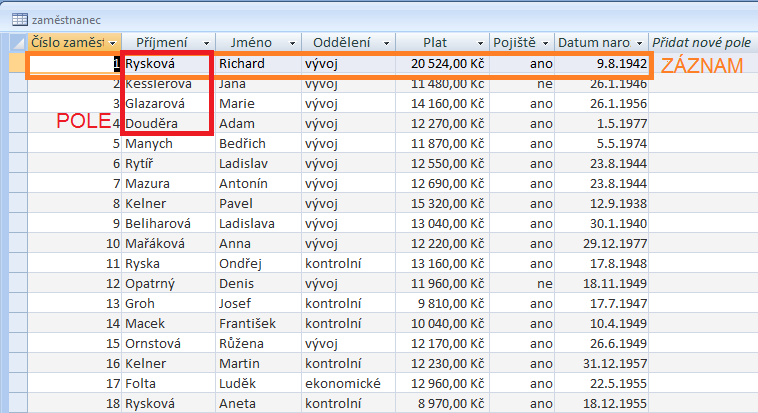 zaměstnanec
Číslo zaměst Příjmení Jméno Oddělení Plat Pojiště Datum naro Přidat nové pole
1 Rysková Richard vývoj 20 524,00 Kč ano 9.8.1942 ZÁZNAM
2 Kesslerová Jana vývoj 11 480,00 Kč ne 26.1.1946
3 Glazarová Marie vývoj 14 160,00 Kč ano 26.1.1956
POLE 4 Douděra Adam vývoj 12 270,00 Kč ano 1.5.1977
5 Manych Bedřich vývoj 11 870,00 Kč ano 5.5.1974
6 Rytíř Ladislav vývoj 12 550,00 Kč ano 23.8.1944
7 Mazura Antonín vývoj 12 690,00 Kč ano 23.8.1944
8 Kelner Pavel vývoj 15 320,00 Kč ano 12.9.1938
9 Beliharová Ladislava vývoj 13 040,00 Kč ano 30.1.1940
10 Mařáková Anna vývoj 12 220,00 Kč ano 29.12.1977
11 Ryska Ondřej kontrolní 13 160,00 Kč ano 17.8.1948
12 Opatrný Denis vývoj 11 960,00 Kč ne 18.11.1949
13 Groh Josef kontrolní 9 810,00 Kč ano 17.7.1947
14 Macek František kontrolní 10 040,00 Kč ano 10.4.1949
15 Ornstová Růžena vývoj 12 170,00 Kč ano 26.6.1949
16 Kelner Martin kontrolní 12 230,00 Kč ano 31.12.1957
17 Folta Luděk ekonomické 12 960,00 Kč ano 22.5.1955
18 Rysková Aneta kontrolní 8 970,00 Kč ano 18.12.1955